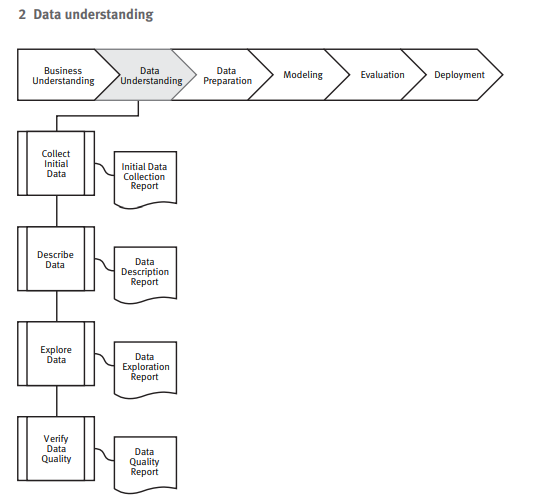 2 Data understanding
Business
Understanding
Data
Understanding
Data
Preparation
Modeling
Evaluation
Deployment
Collect
Initial
Data
Initial Data
Collection
Report
Describe
Data
Data
Description
Report
Explore
Data
Data
Exploration
Report
Verify
Data
Quality
Data
Quality
Report